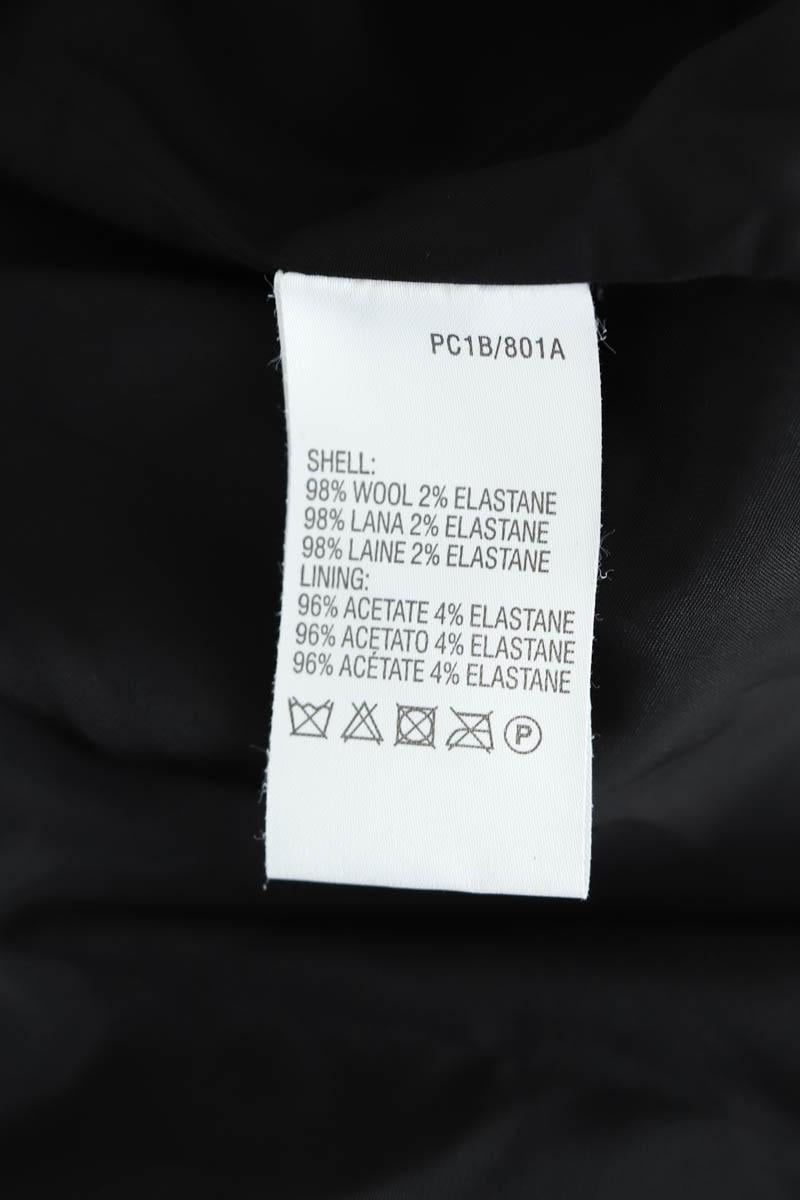 PC1B/801A
SHELL:
98% WOOL 2% ELASTANE
98% LANA 2% ELASTANE
98% LAINE 2% ELASTANE
LINING:
96% ACETATE 4% ELASTANE
96% ACETATO 4% ELASTANE
96% ACÉTATE 4% ELASTANE
P